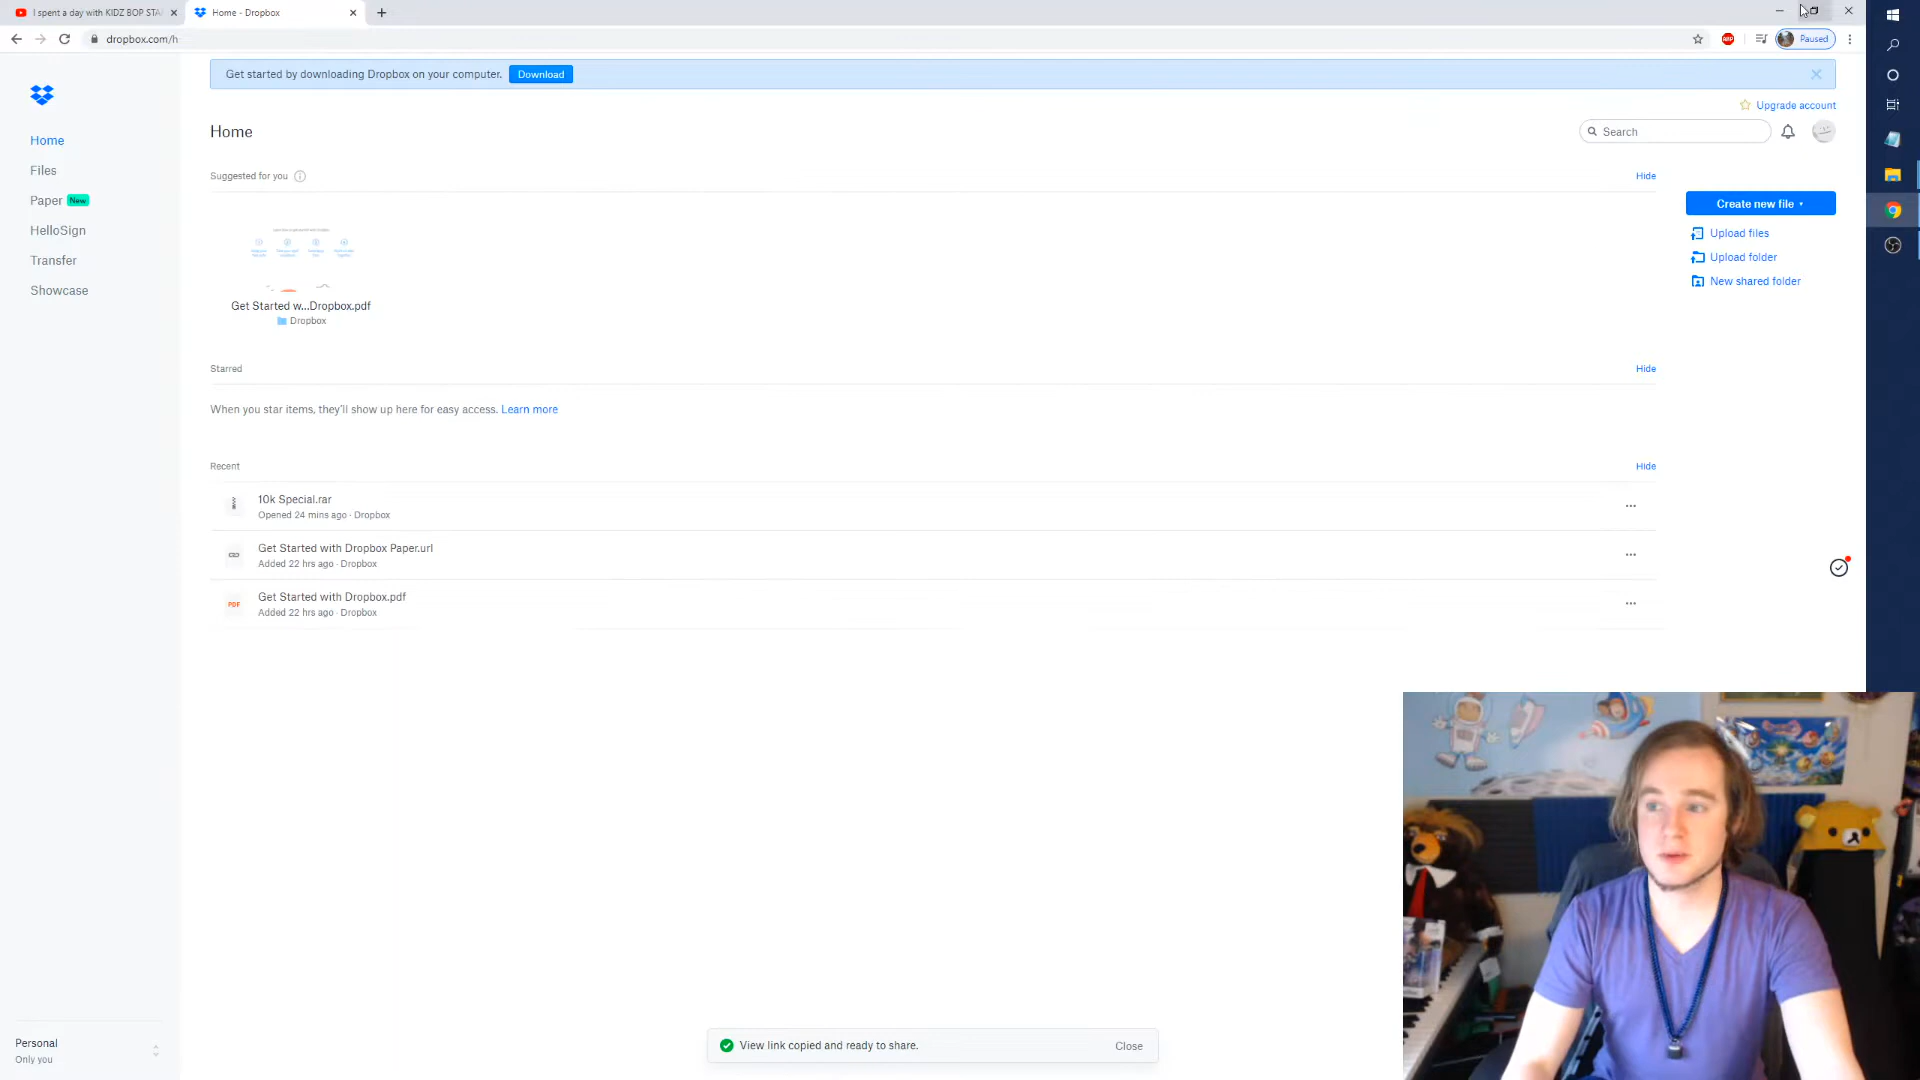 I spent a day with KIDZ BOP STA
Home - Dropbox
dropbox.com/h
ABP
Paused
Get started by downloading Dropbox on your computer. Download
Upgrade account
Home
Search
Home
Files
Paper New
HelloSign
Transfer
Showcase
Suggested for you
Hide
Get Started w...Dropbox.pdf
Dropbox
Create new file
Upload files
Upload folder
New shared folder
Starred
Hide
When you star items, they'll show up here for easy access. Learn more
Recent
Hide
10k Special.rar
Opened 24 mins ago · Dropbox
Get Started with Dropbox Paper.url
Added 22 hrs ago · Dropbox
PDF
Get Started with Dropbox.pdf
Added 22 hrs ago · Dropbox
Personal
Only you
View link copied and ready to share.
Close